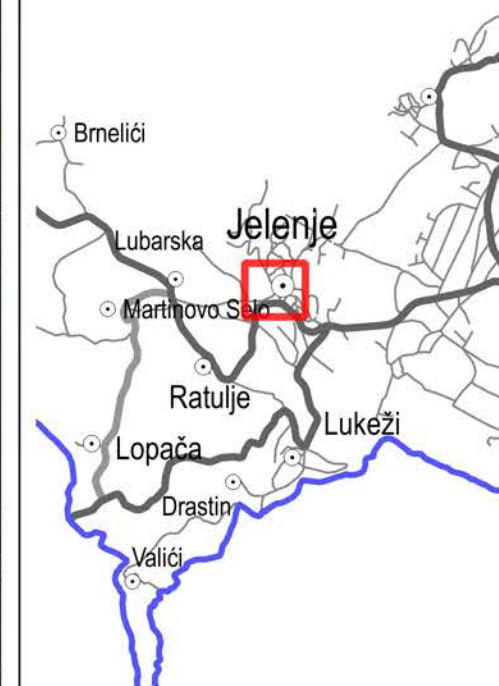 Brnelići
Jelenje
Lubarska
Martinovo Selo
Ratulje
Lukeži
Lopača
Drastin
Valići